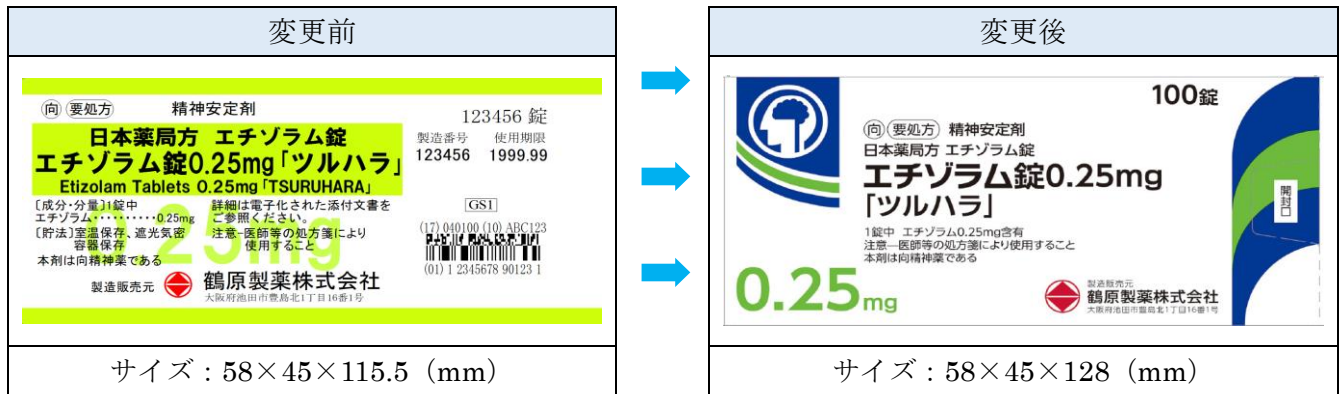 変更前
変更後
向 要処方 精神安定剤
日本薬局方 エチゾラム錠
エチゾラム錠0.25mg「ツルハラ」
Etizolam Tablets 0.25mg「TSURUHARA」
〔成分・分量〕1錠中
エチゾラム・・・・・・・・・・0.25mg
〔貯法〕室温保存、遮光気密
容器保存
本剤は向精神薬である
詳細は電子化された添付文書を
ご参照ください。
注意-医師等の処方箋により
使用すること
0.25mg
製造販売元 鶴原製薬株式会社
大阪府池田市豊島北1丁目16番1号
123456 錠
製造番号 使用期限
123456 1999.99
GS1
(17) 040100 (10) ABC123
(01) 1 2345678 90123 1
100錠
向 要処方 精神安定剤
日本薬局方 エチゾラム錠
エチゾラム錠0.25mg
「ツルハラ」
1錠中 エチゾラム0.25mg含有
注意―医師等の処方箋により使用すること
本剤は向精神薬である
開封口
0.25mg
製造販売元
鶴原製薬株式会社
大阪府池田市豊島北1丁目16番1号
サイズ：58×45×115.5（mm）
サイズ：58×45×128（mm）